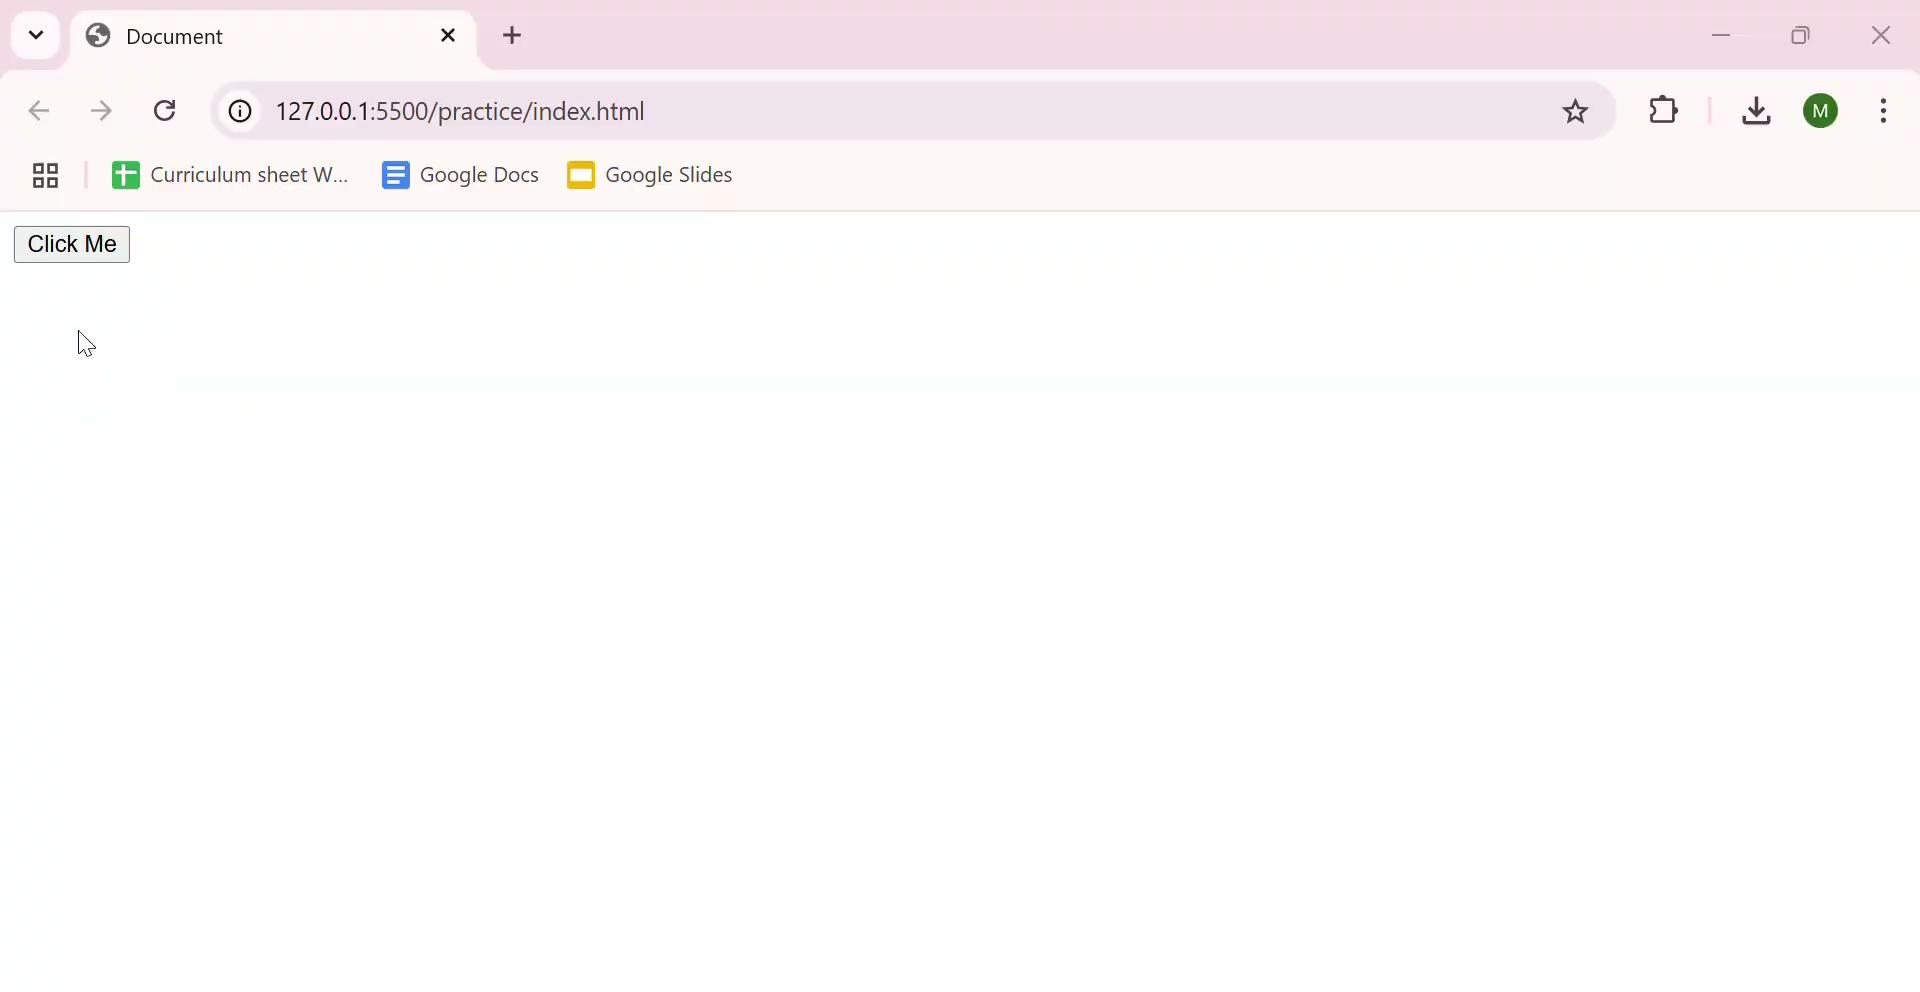 Document
127.0.0.1:5500/practice/index.html
M
Curriculum sheet W...
Google Docs
Google Slides
Click Me